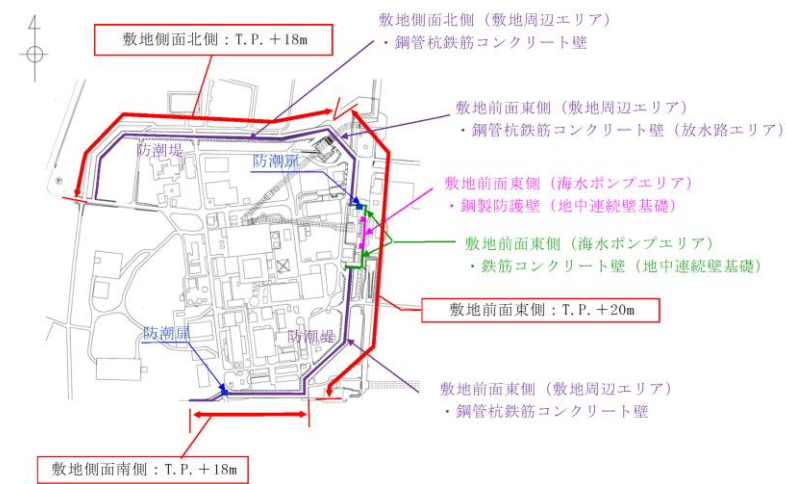 敷地側面北側:T.P.+18m
敷地側面北側(敷地周辺エリア)
・鋼管杭鉄筋コンクリート壁
敷地前面東側(敷地周辺エリア)
・鋼管杭鉄筋コンクリート壁(放水路エリア)
防潮堤
防潮扉
敷地前面東側(海水ポンプエリア)
・鋼製防護壁(地中連続壁基礎)
敷地前面東側(海水ポンプエリア)
・鉄筋コンクリート壁(地中連続壁基礎)
敷地前面東側:T.P.+20m
防潮扉
防潮堤
敷地前面東側(敷地周辺エリア)
・鋼管杭鉄筋コンクリート壁
敷地側面南側:T.P.+18m